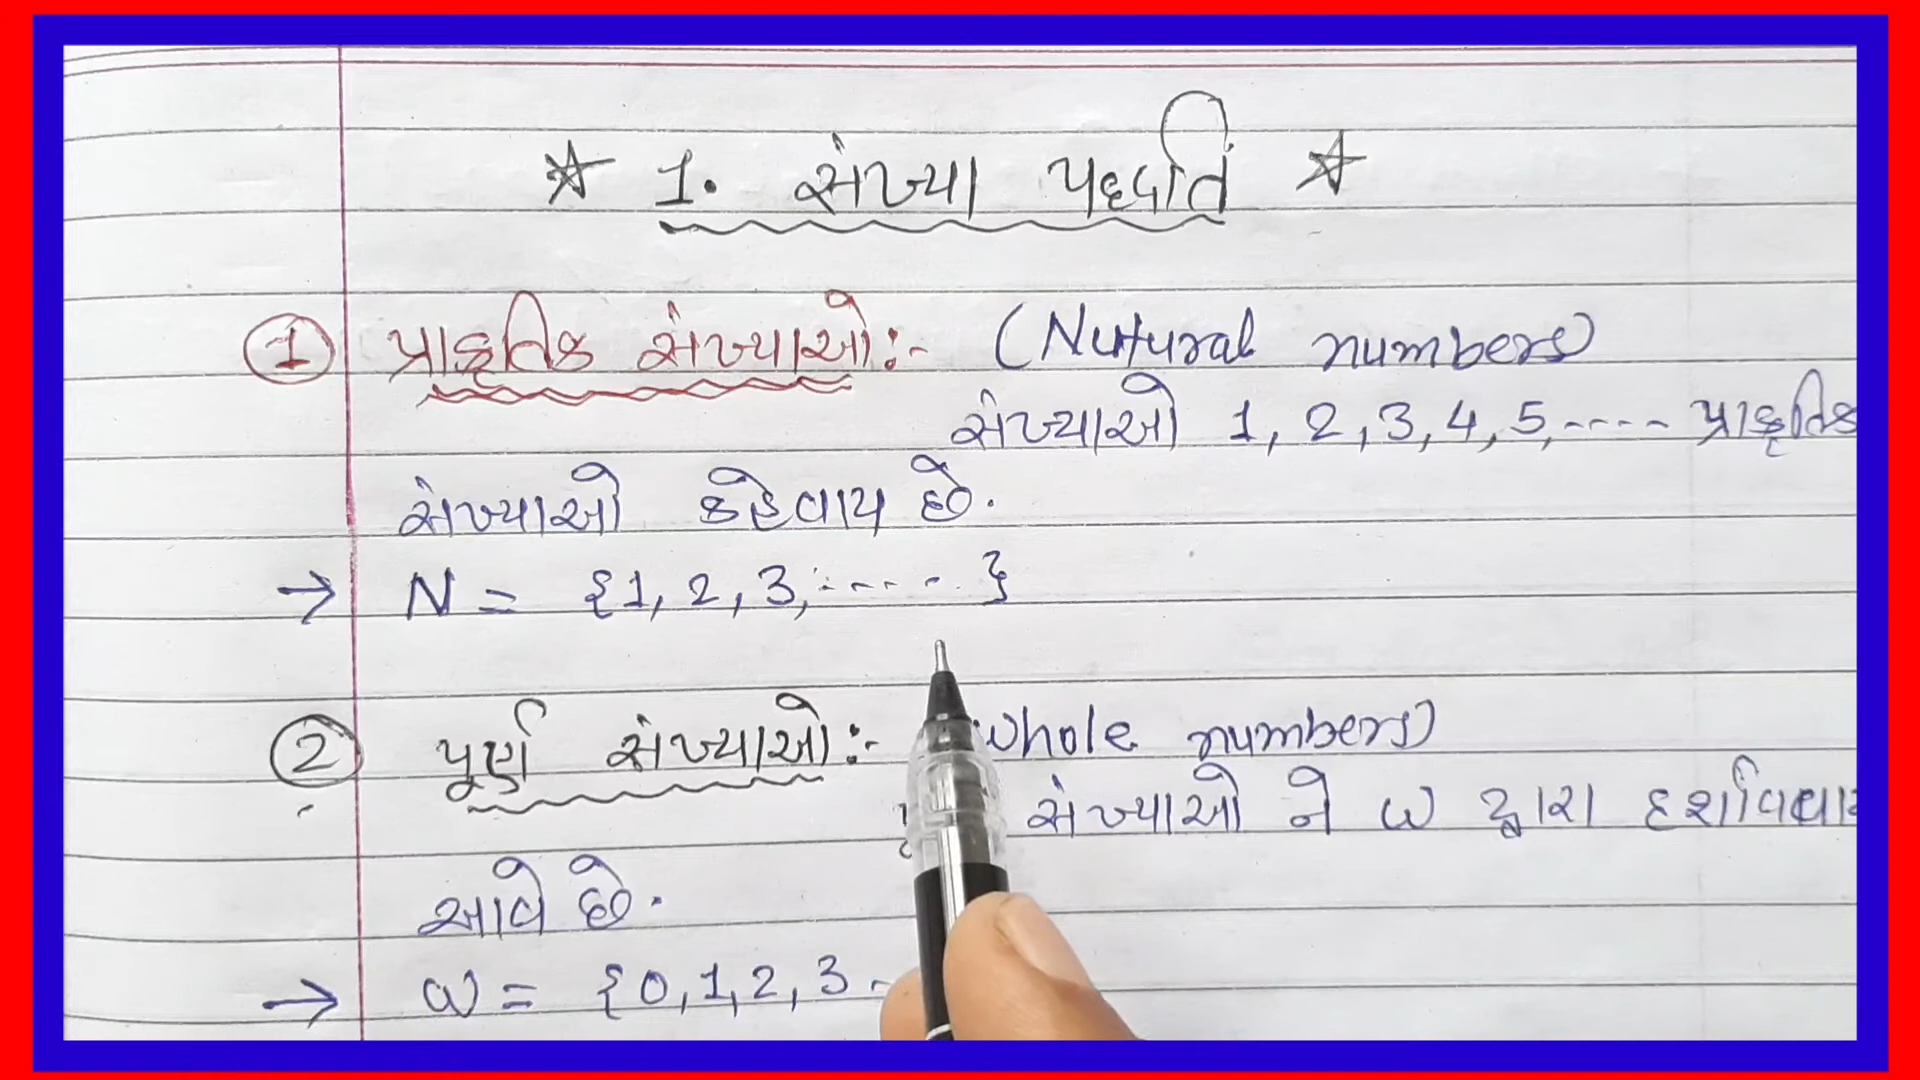 ☆ 1. સંખ્યા પદ્ધતિ ☆
① પ્રાકૃતિક સંખ્યાઓ:- (Nutural numbers)
સંખ્યાઓ 1, 2, 3, 4, 5, ---- પ્રાકૃતિક
સંખ્યાઓ કહેવાય છે.
→ N = {1, 2, 3, ----- }
② પૂર્ણ સંખ્યાઓ:- whole numbers)
સંખ્યાઓ ને W દ્વારા દર્શાવવા
આવે છે.
→ W = {0, 1, 2, 3 -